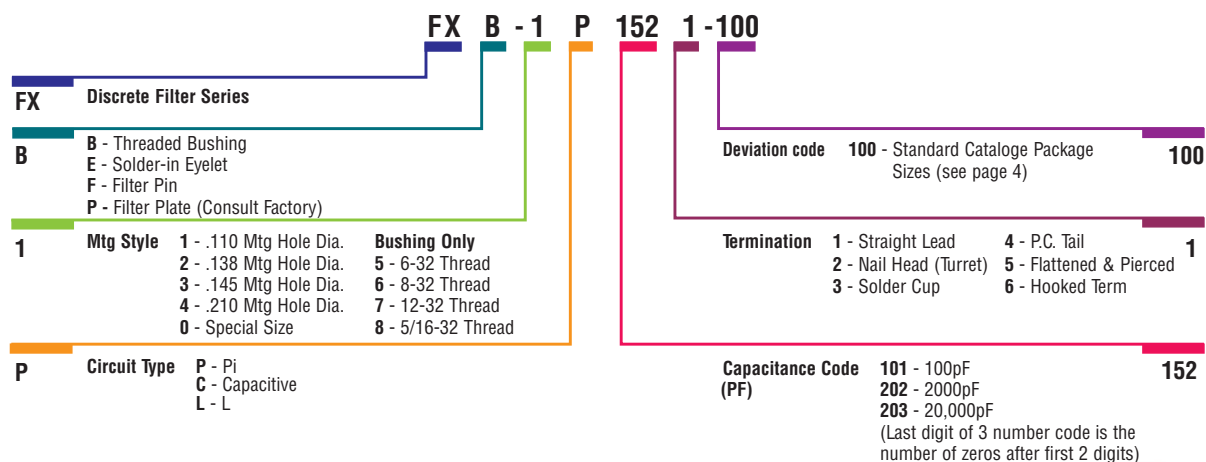 FX B - 1 P 152 1 -100
FX Discrete Filter Series
B B - Threaded Bushing
E - Solder-in Eyelet
F - Filter Pin
P - Filter Plate (Consult Factory)
1 Mtg Style 1 - .110 Mtg Hole Dia. Bushing Only
2 - .138 Mtg Hole Dia. 5 - 6-32 Thread
3 - .145 Mtg Hole Dia. 6 - 8-32 Thread
4 - .210 Mtg Hole Dia. 7 - 12-32 Thread
0 - Special Size 8 - 5/16-32 Thread
P Circuit Type P - Pi
C - Capacitive
L - L
Deviation code 100 - Standard Cataloge Package 100
Sizes (see page 4)
Termination 1 - Straight Lead 4 - P.C. Tail 1
2 - Nail Head (Turret) 5 - Flattened & Pierced
3 - Solder Cup 6 - Hooked Term
Capacitance Code 101 - 100pF 152
(PF) 202 - 2000pF
203 - 20,000pF
(Last digit of 3 number code is the
number of zeros after first 2 digits)